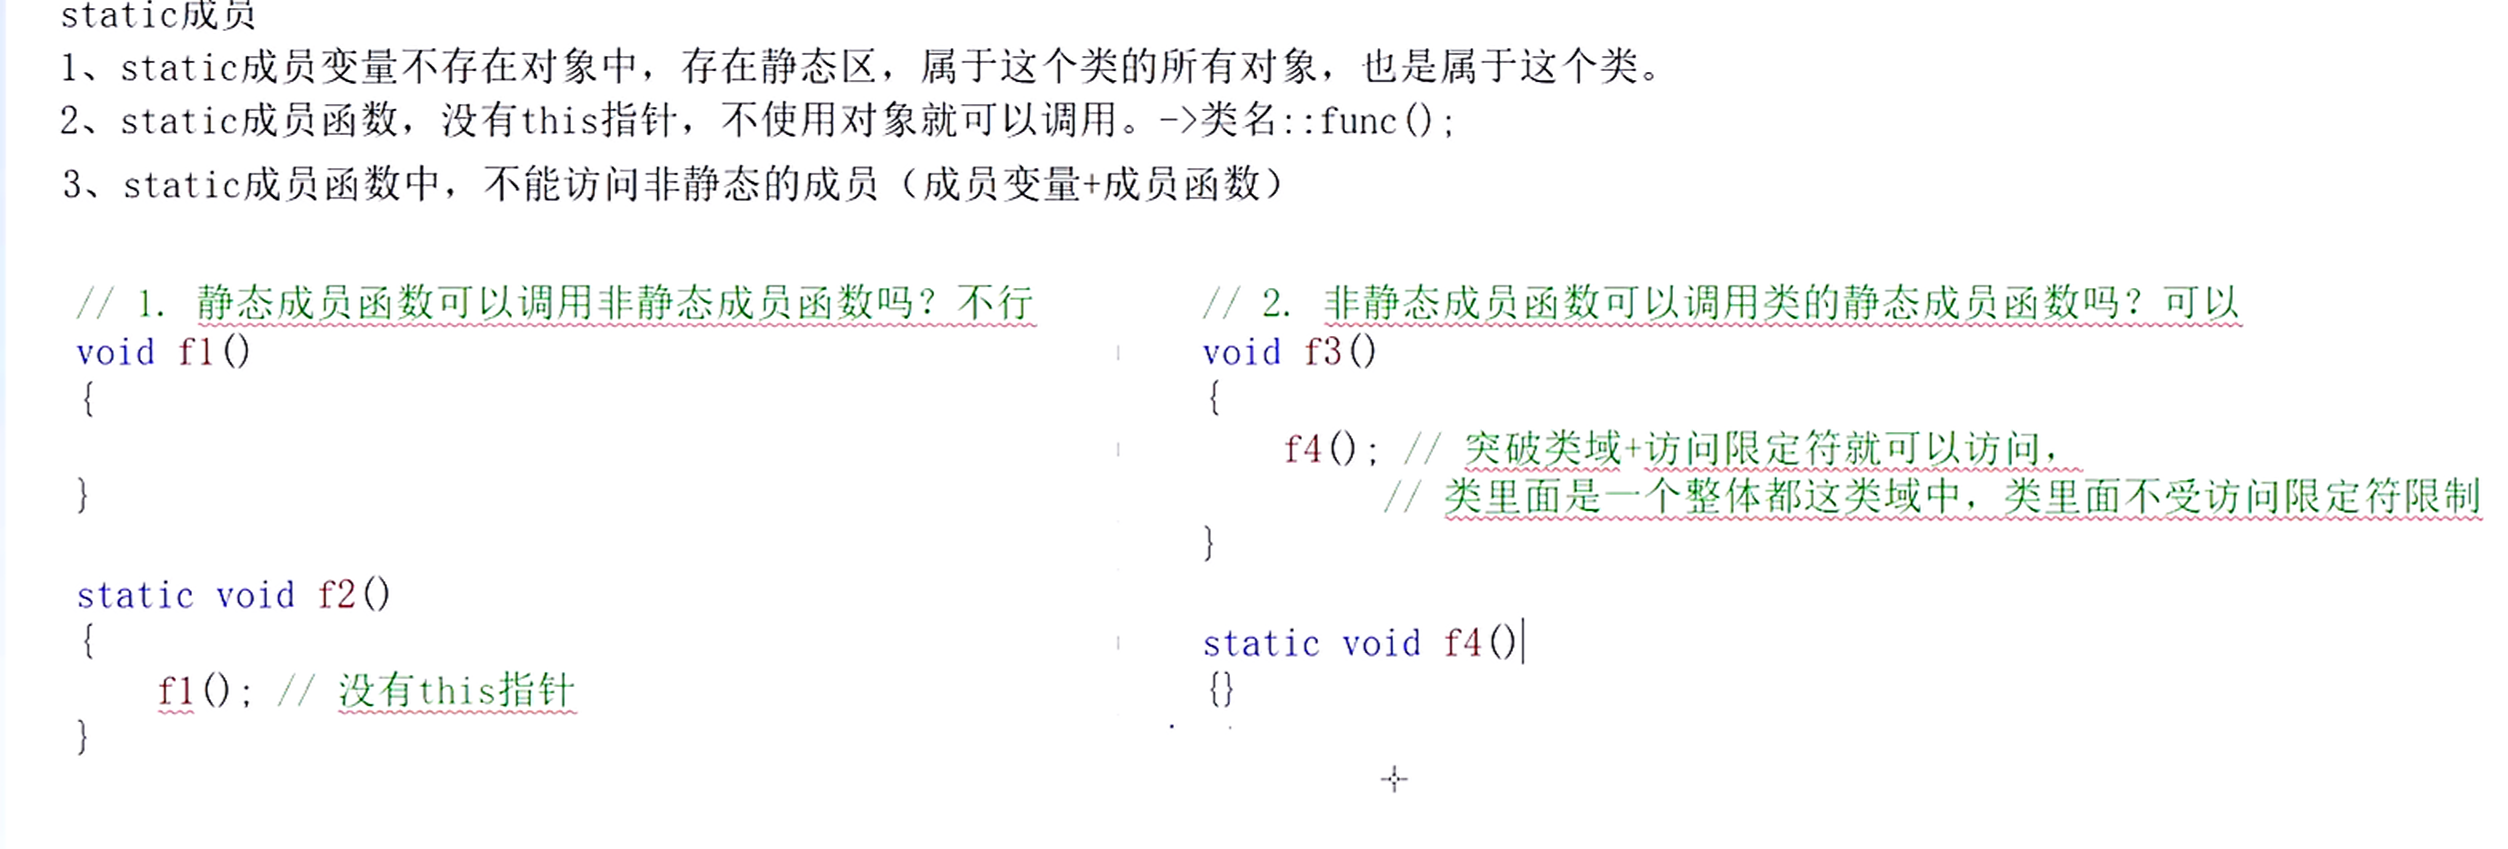 static成员
1、static成员变量不存在对象中，存在静态区，属于这个类的所有对象，也是属于这个类。
2、static成员函数，没有this指针，不使用对象就可以调用。->类名::func();
3、static成员函数中，不能访问非静态的成员（成员变量+成员函数）
// 1. 静态成员函数可以调用非静态成员函数吗？不行
void f1()
{
}
static void f2()
{
f1(); // 没有this指针
}
// 2. 非静态成员函数可以调用类的静态成员函数吗？可以
void f3()
{
f4(); // 突破类域+访问限定符就可以访问，
// 类里面是一个整体都这类域中，类里面不受访问限定符限制
}
static void f4()
{}